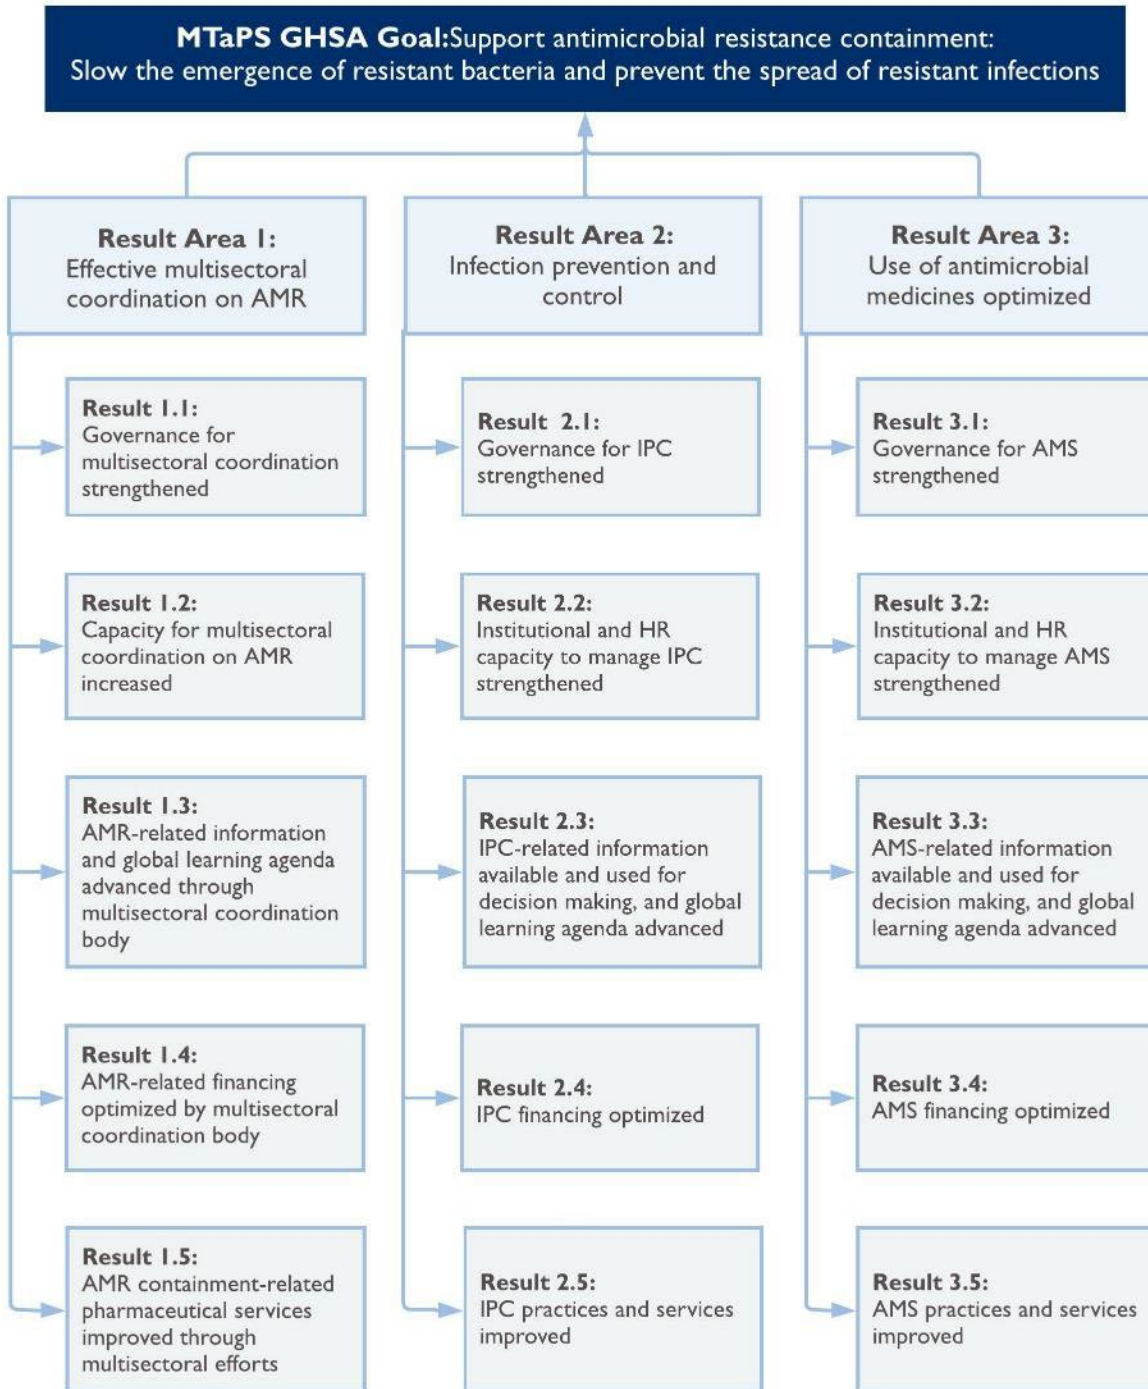 MTaPS GHSA Goal:Support antimicrobial resistance containment:
Slow the emergence of resistant bacteria and prevent the spread of resistant infections
Result Area 1:
Effective multisectoral
coordination on AMR
Result 1.1:
Governance for
multisectoral coordination
strengthened
Result 1.2:
Capacity for multisectoral
coordination on AMR
increased
Result 1.3:
AMR-related information
and global learning agenda
advanced through
multisectoral coordination
body
Result 1.4:
AMR-related financing
optimized by multisectoral
coordination body
Result 1.5:
AMR containment-related
pharmaceutical services
improved through
multisectoral efforts
Result Area 2:
Infection prevention and
control
Result 2.1:
Governance for IPC
strengthened
Result 2.2:
Institutional and HR
capacity to manage IPC
strengthened
Result 2.3:
IPC-related information
available and used for
decision making, and global
learning agenda advanced
Result 2.4:
IPC financing optimized
Result 2.5:
IPC practices and services
improved
Result Area 3:
Use of antimicrobial
medicines optimized
Result 3.1:
Governance for AMS
strengthened
Result 3.2:
Institutional and HR
capacity to manage AMS
strengthened
Result 3.3:
AMS-related information
available and used for
decision making, and global
learning agenda advanced
Result 3.4:
AMS financing optimized
Result 3.5:
AMS practices and services
improved